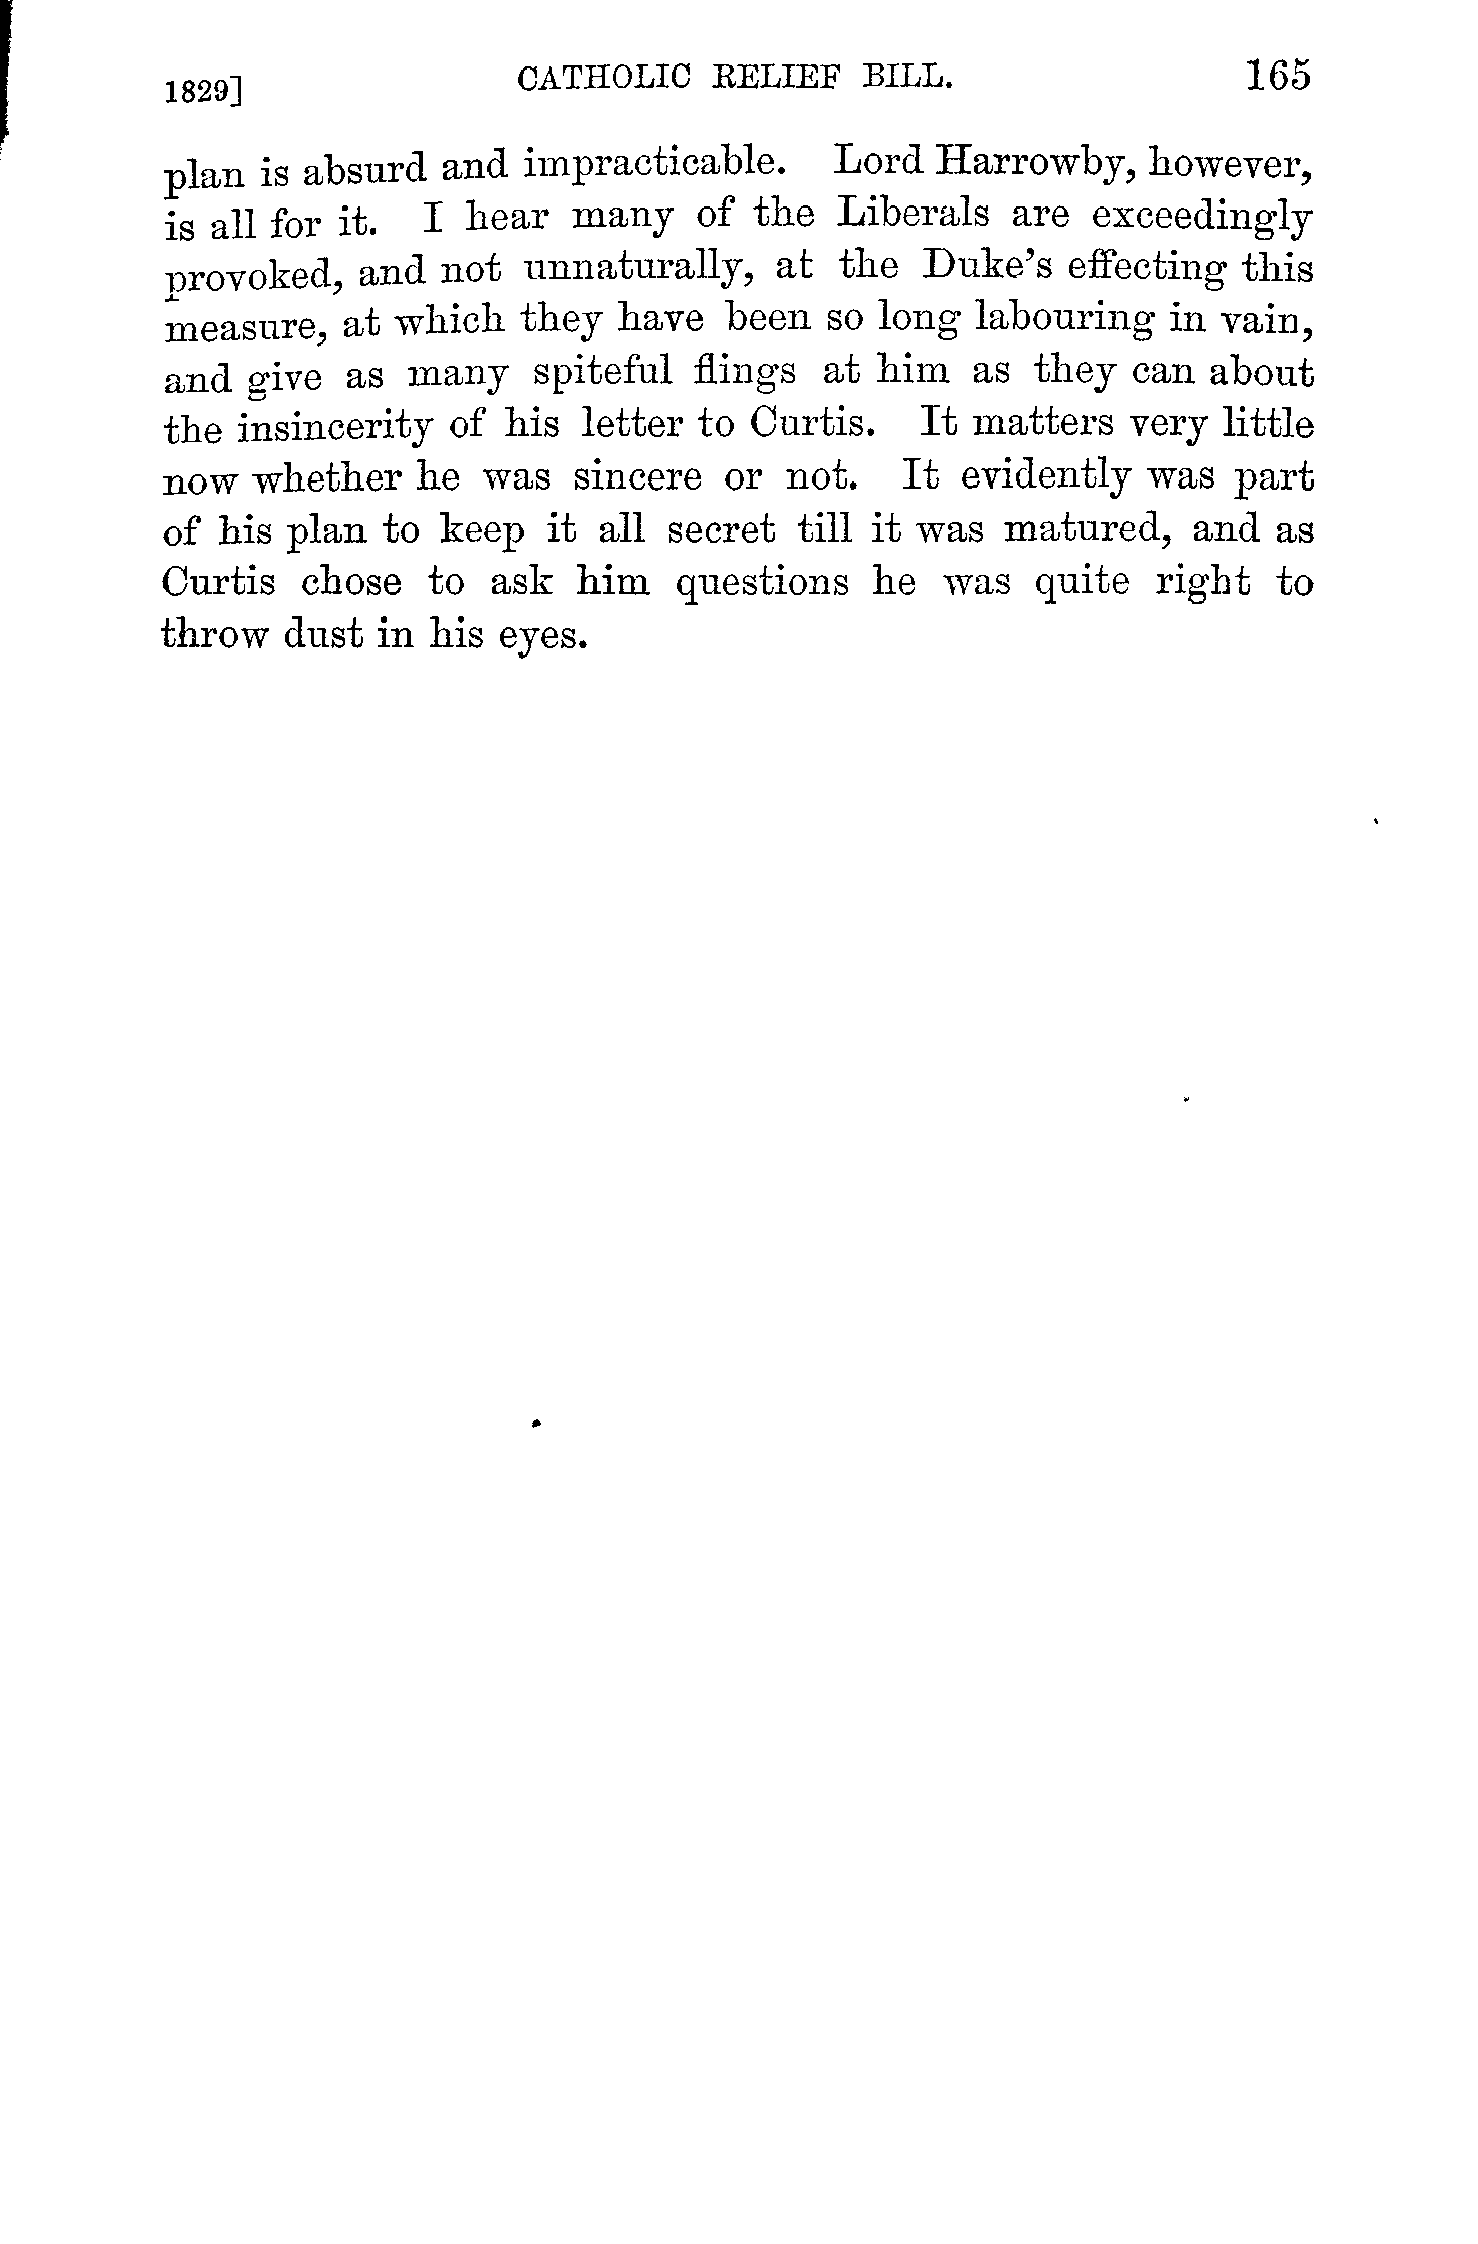 1829] CATHOLIC RELIEF BILL. 165
plan is absurd and impracticable. Lord Harrowby, however,
is all for it. I hear many of the Liberals are exceedingly
provoked, and not unnaturally, at the Duke's effecting this
measure, at which they have been so long labouring in vain,
and give as many spiteful flings at him as they can about
the insincerity of his letter to Curtis. It matters very little
now whether he was sincere or not. It evidently was part
of his plan to keep it all secret till it was matured, and as
Curtis chose to ask him questions he was quite right to
throw dust in his eyes.